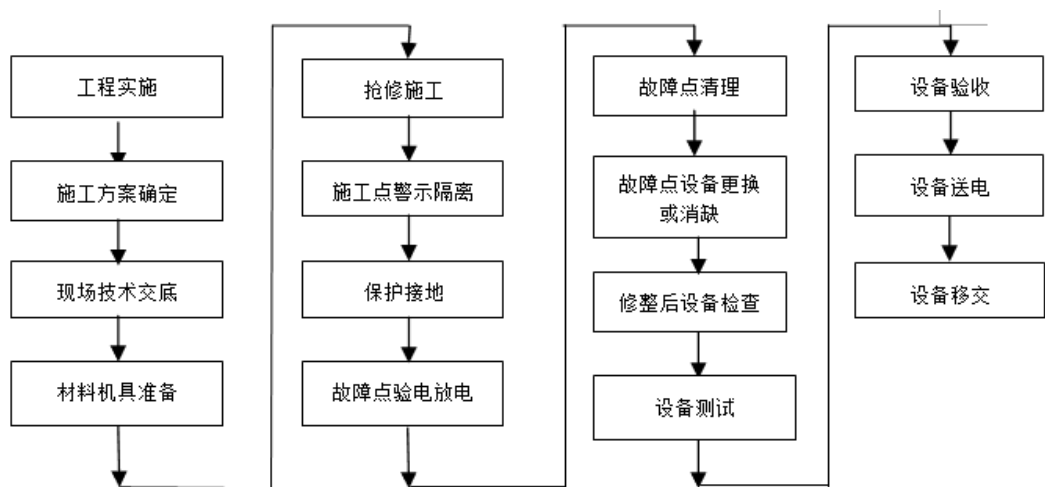 工程实施
施工方案确定
现场技术交底
材料机具准备
抢修施工
施工点警示隔离
保护接地
故障点验电放电
故障点清理
故障点设备更换
或消缺
修整后设备检查
设备测试
设备验收
设备送电
设备移交